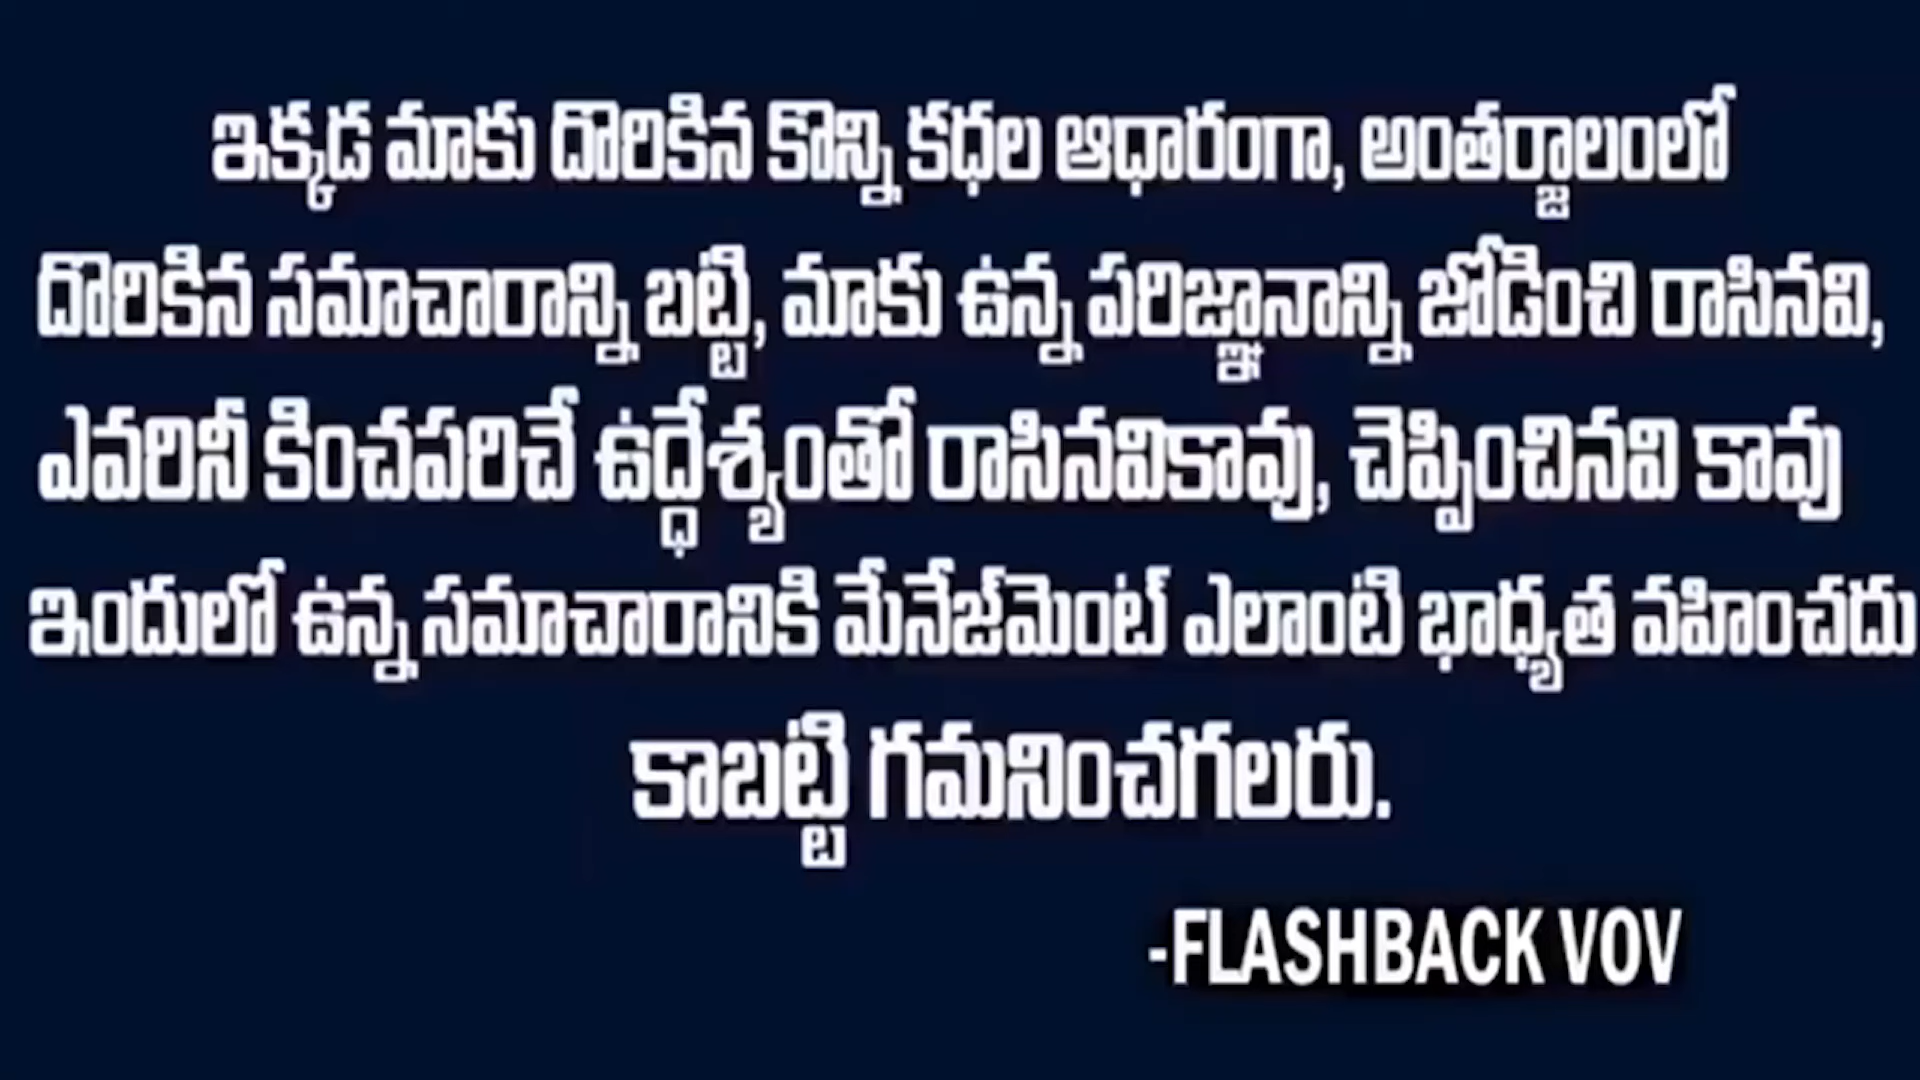 ఇక్కడ మాకు దొరికిన కొన్ని కధల ఆధారంగా, అంతర్జాలంలో
దొరికిన సమాచారాన్ని బట్టి, మాకు ఉన్న పరిజ్ఞానాన్ని జోడించి రాసినవి,
ఎవరినీ కించపరిచే ఉద్ధేశ్యంతో రాసినవికావు, చెప్పించినవి కావు
ఇందులో ఉన్న సమాచారానికి మేనేజ్‌మెంట్ ఎలాంటి భాధ్యత వహించదు
కాబట్టి గమనించగలరు.
-FLASHBACK VOV